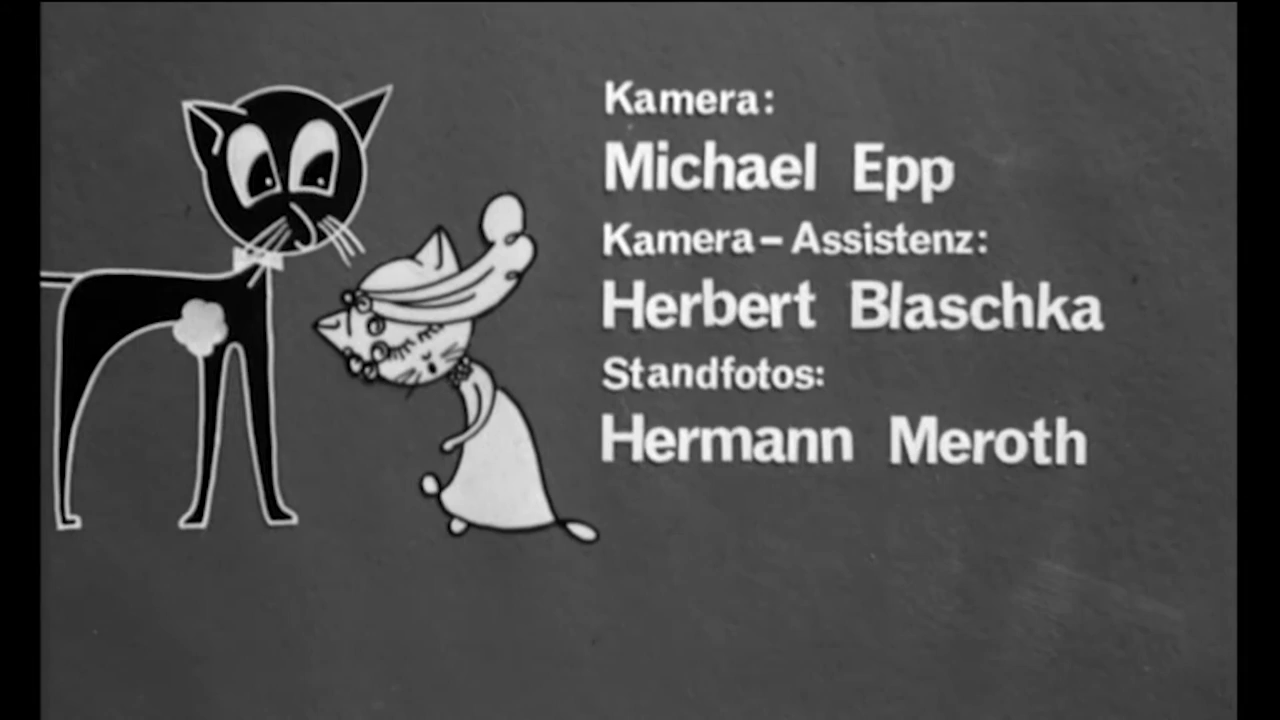 Kamera:
Michael Epp
Kamera-Assistenz:
Herbert Blaschka
Standfotos:
Hermann Meroth